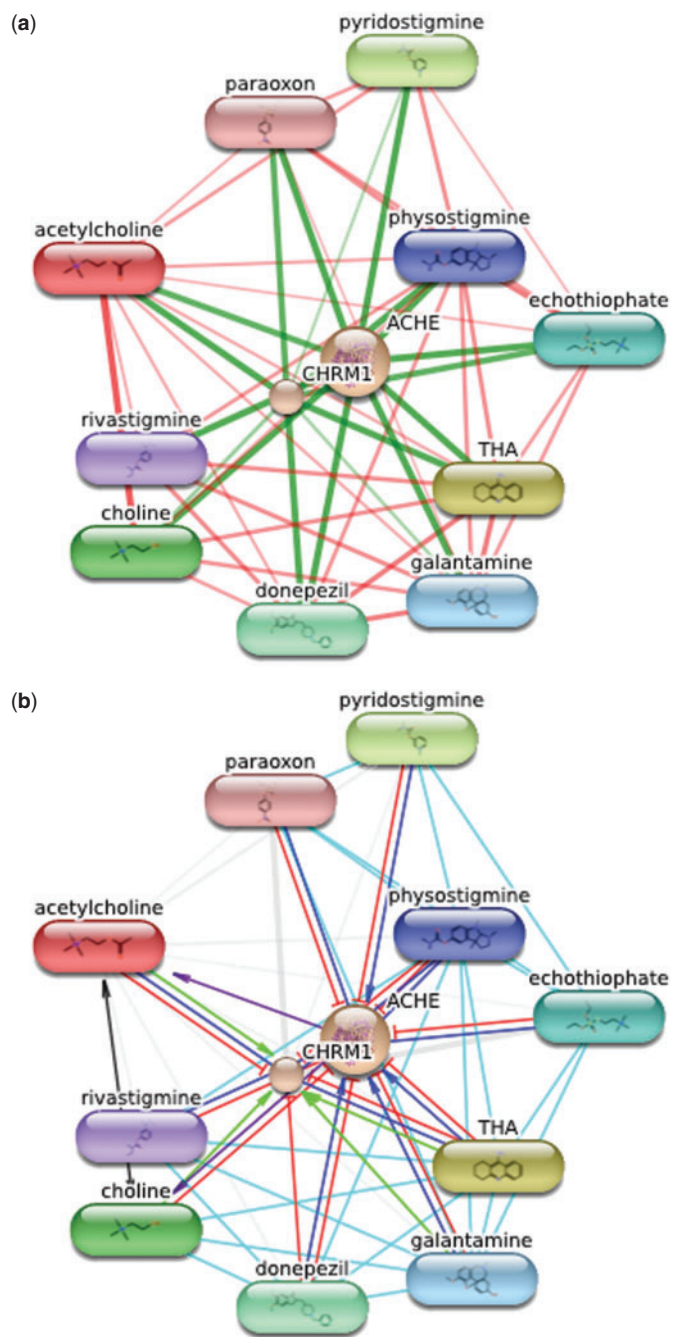 (a)
pyridostigmine
paraoxon
acetylcholine
physostigmine
echothiophate
ACHE
CHRM1
rivastigmine
THA
choline
galantamine
donepezil
(b)
pyridostigmine
paraoxon
acetylcholine
physostigmine
echothiophate
ACHE
CHRM1
rivastigmine
THA
choline
galantamine
donepezil